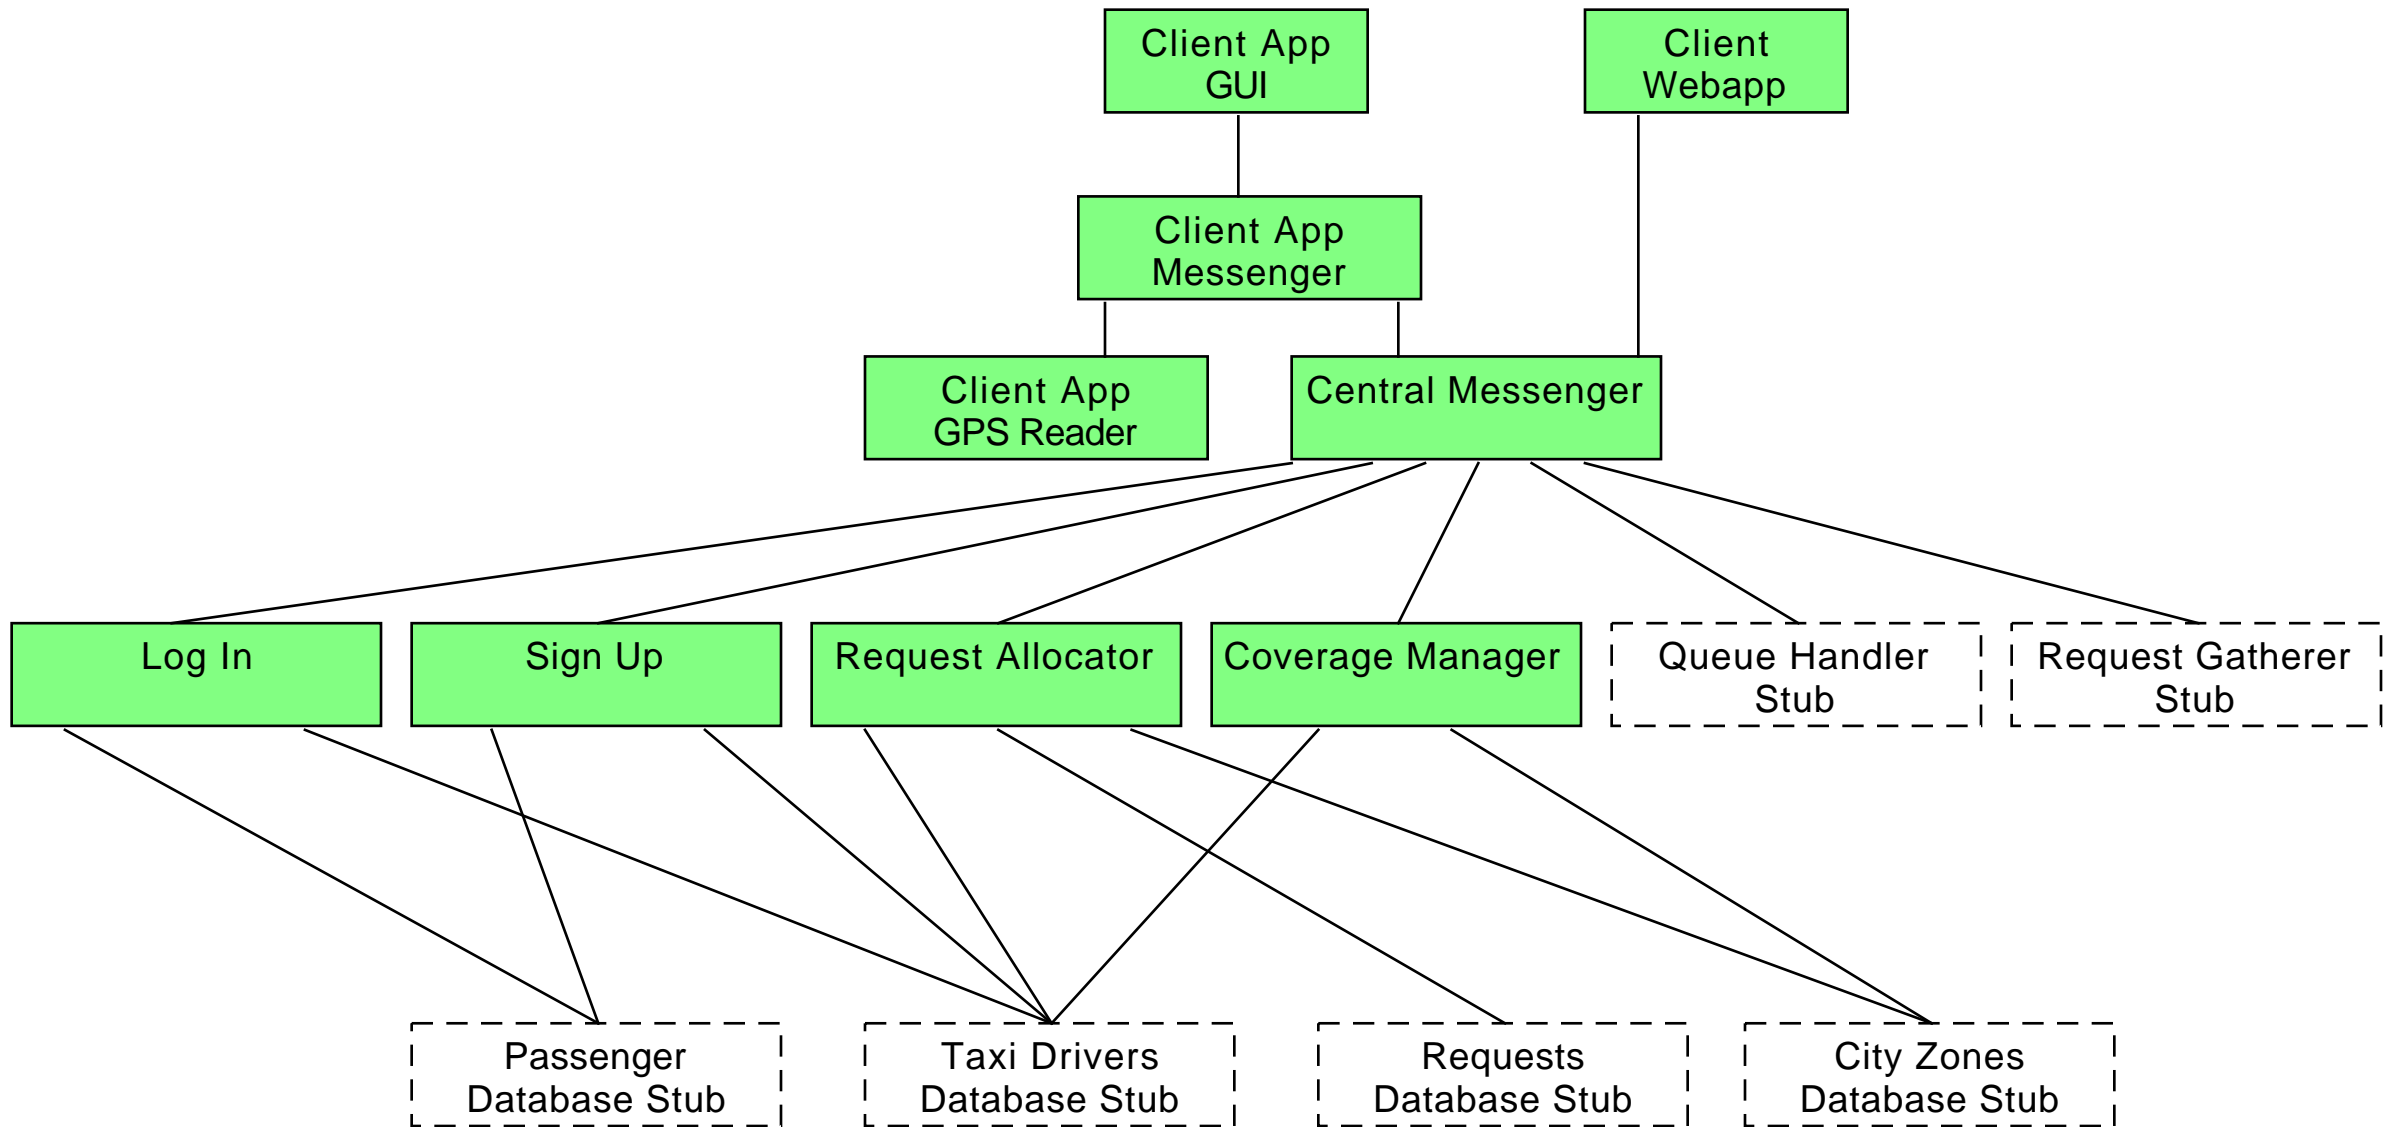 Client App
GUI
Client
Webapp
Client App
Messenger
Client App
GPS Reader
Central Messenger
Log In
Sign Up
Request Allocator
Coverage Manager
Queue Handler
Stub
Request Gatherer
Stub
Passenger
Database Stub
Taxi Drivers
Database Stub
Requests
Database Stub
City Zones
Database Stub